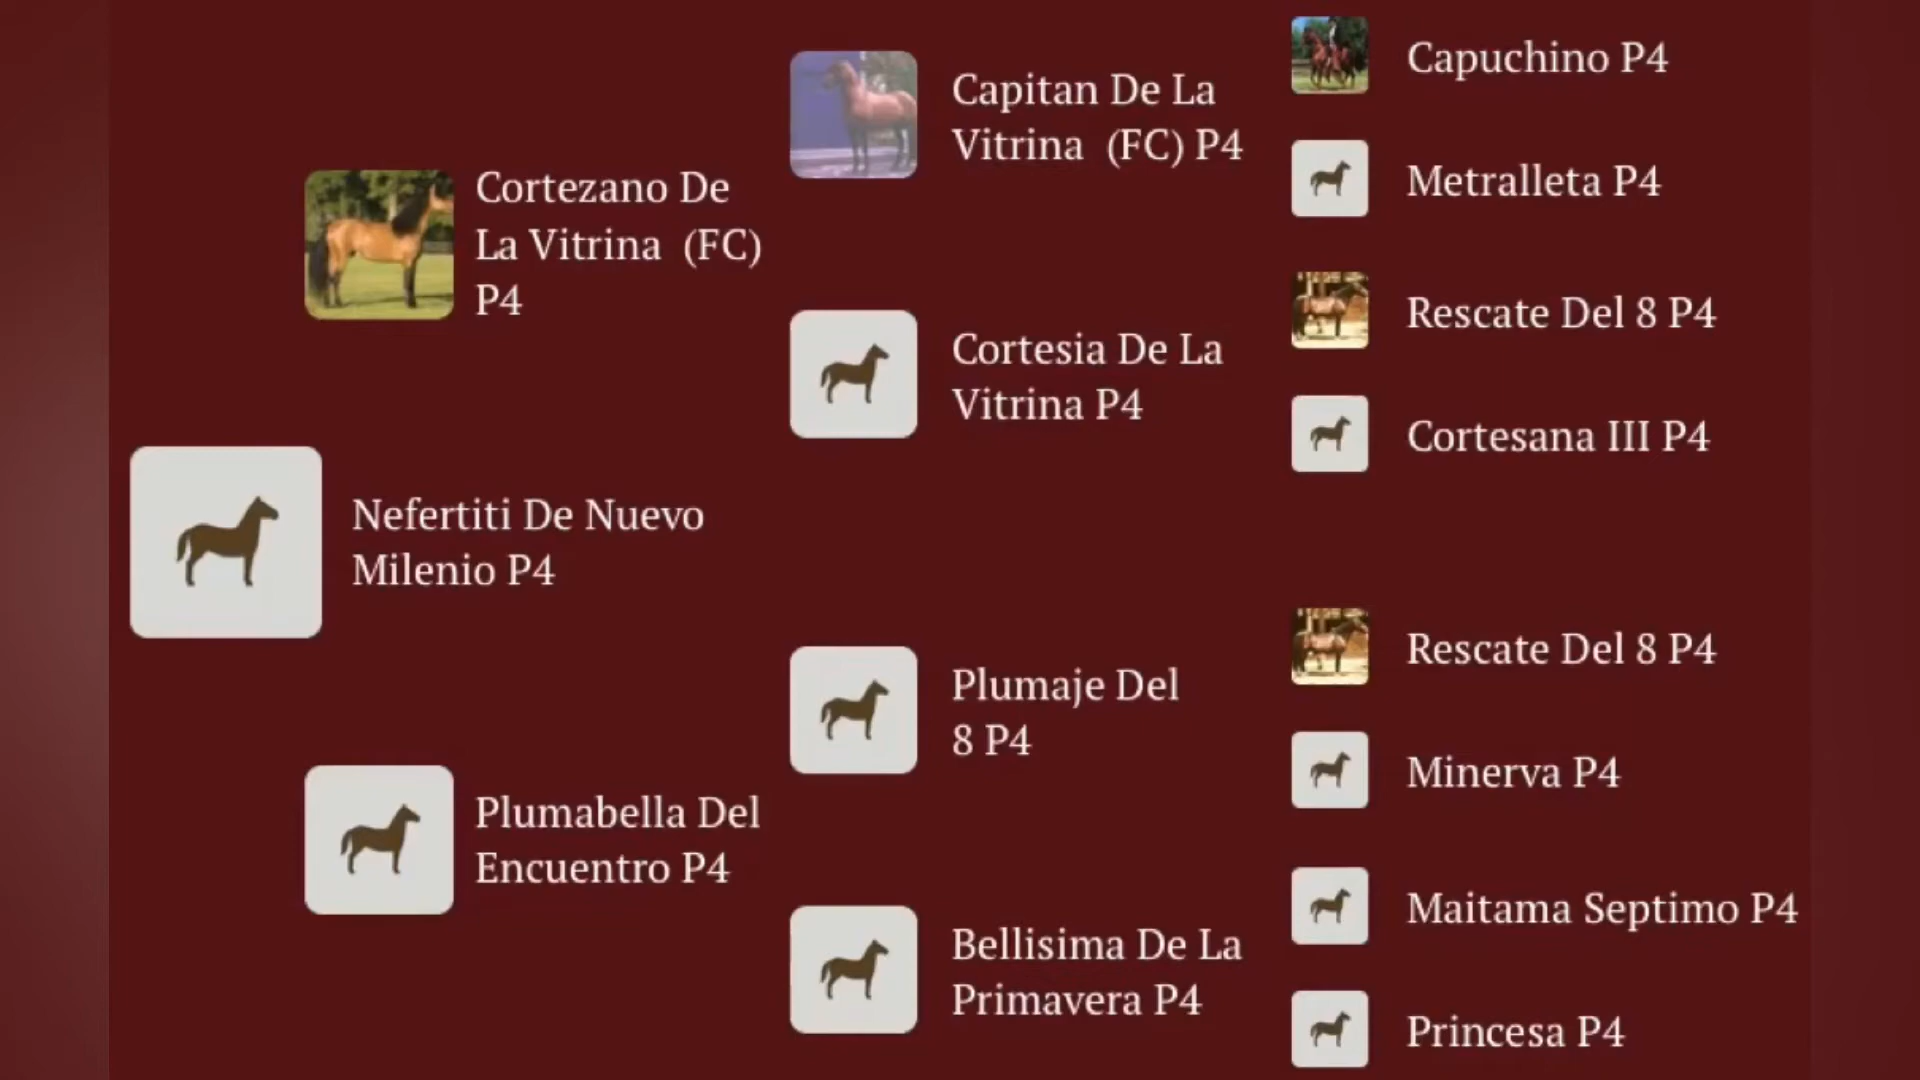 Capuchino P4
Capitan De La
Vitrina (FC) P4
Metralleta P4
Cortezano De
La Vitrina (FC)
P4
Rescate Del 8 P4
Cortesia De La
Vitrina P4
Cortesana III P4
Nefertiti De Nuevo
Milenio P4
Rescate Del 8 P4
Plumaje Del
8 P4
Minerva P4
Plumabella Del
Encuentro P4
Maitama Septimo P4
Bellisima De La
Primavera P4
Princesa P4